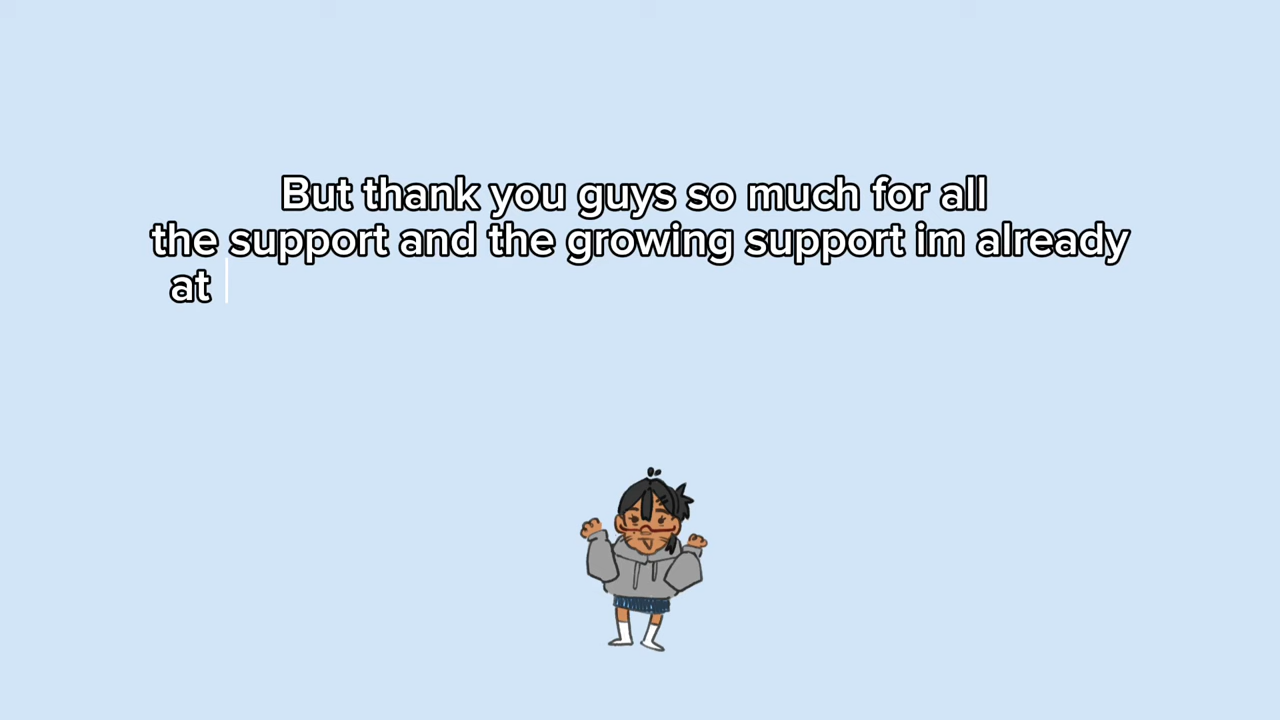 But thank you guys so much for all
the support and the growing support im already
at